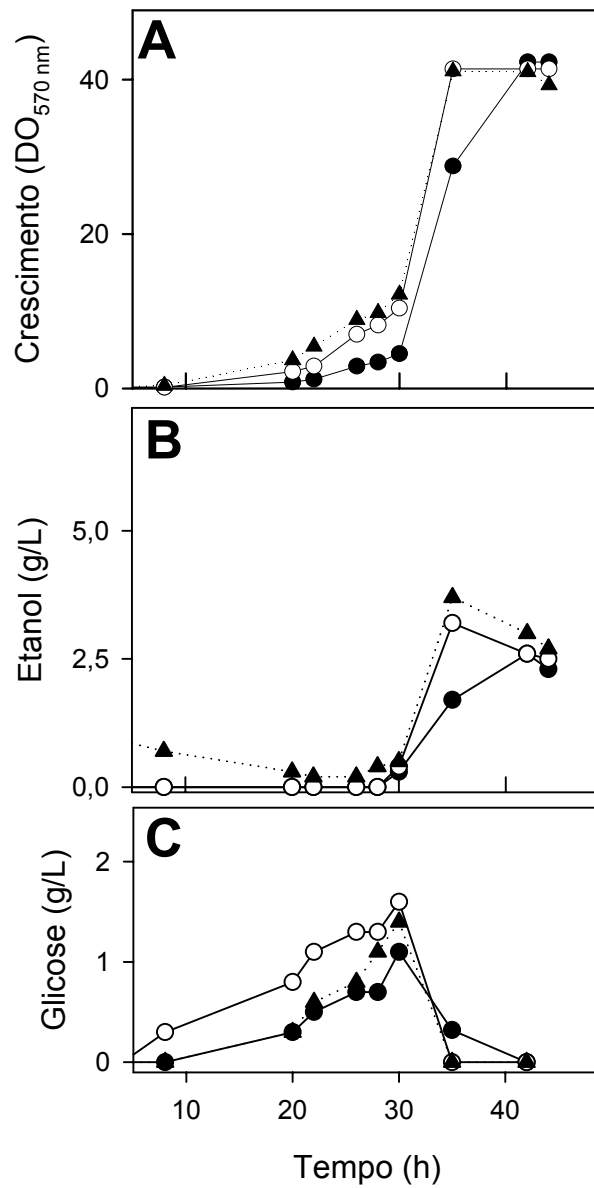 A
40
20
0
Crescimento (DO570 nm)
B
5,0
2,5
0,0
Etanol (g/L)
C
2
1
0
Glicose (g/L)
10 20 30 40
Tempo (h)